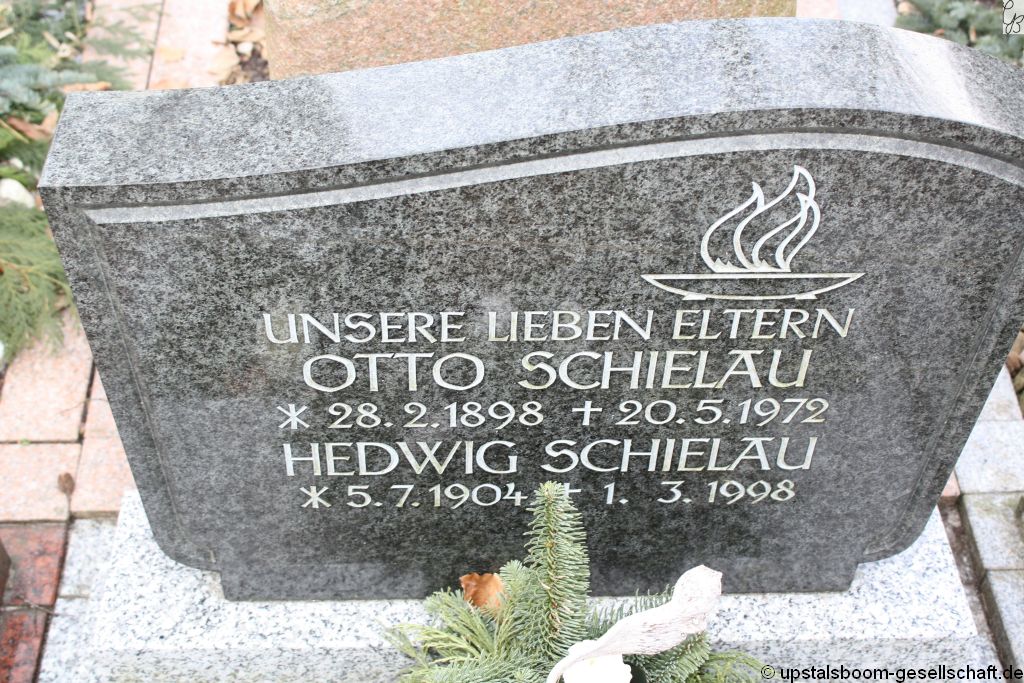 UNSERE LIEBEN ELTERN
OTTO SCHIELAU
* 28.2.1898 † 20.5.1972
HEDWIG SCHIELAU
* 5.7.1904 † 1. 3.1998
© upstalsboom-gesellschaft.de